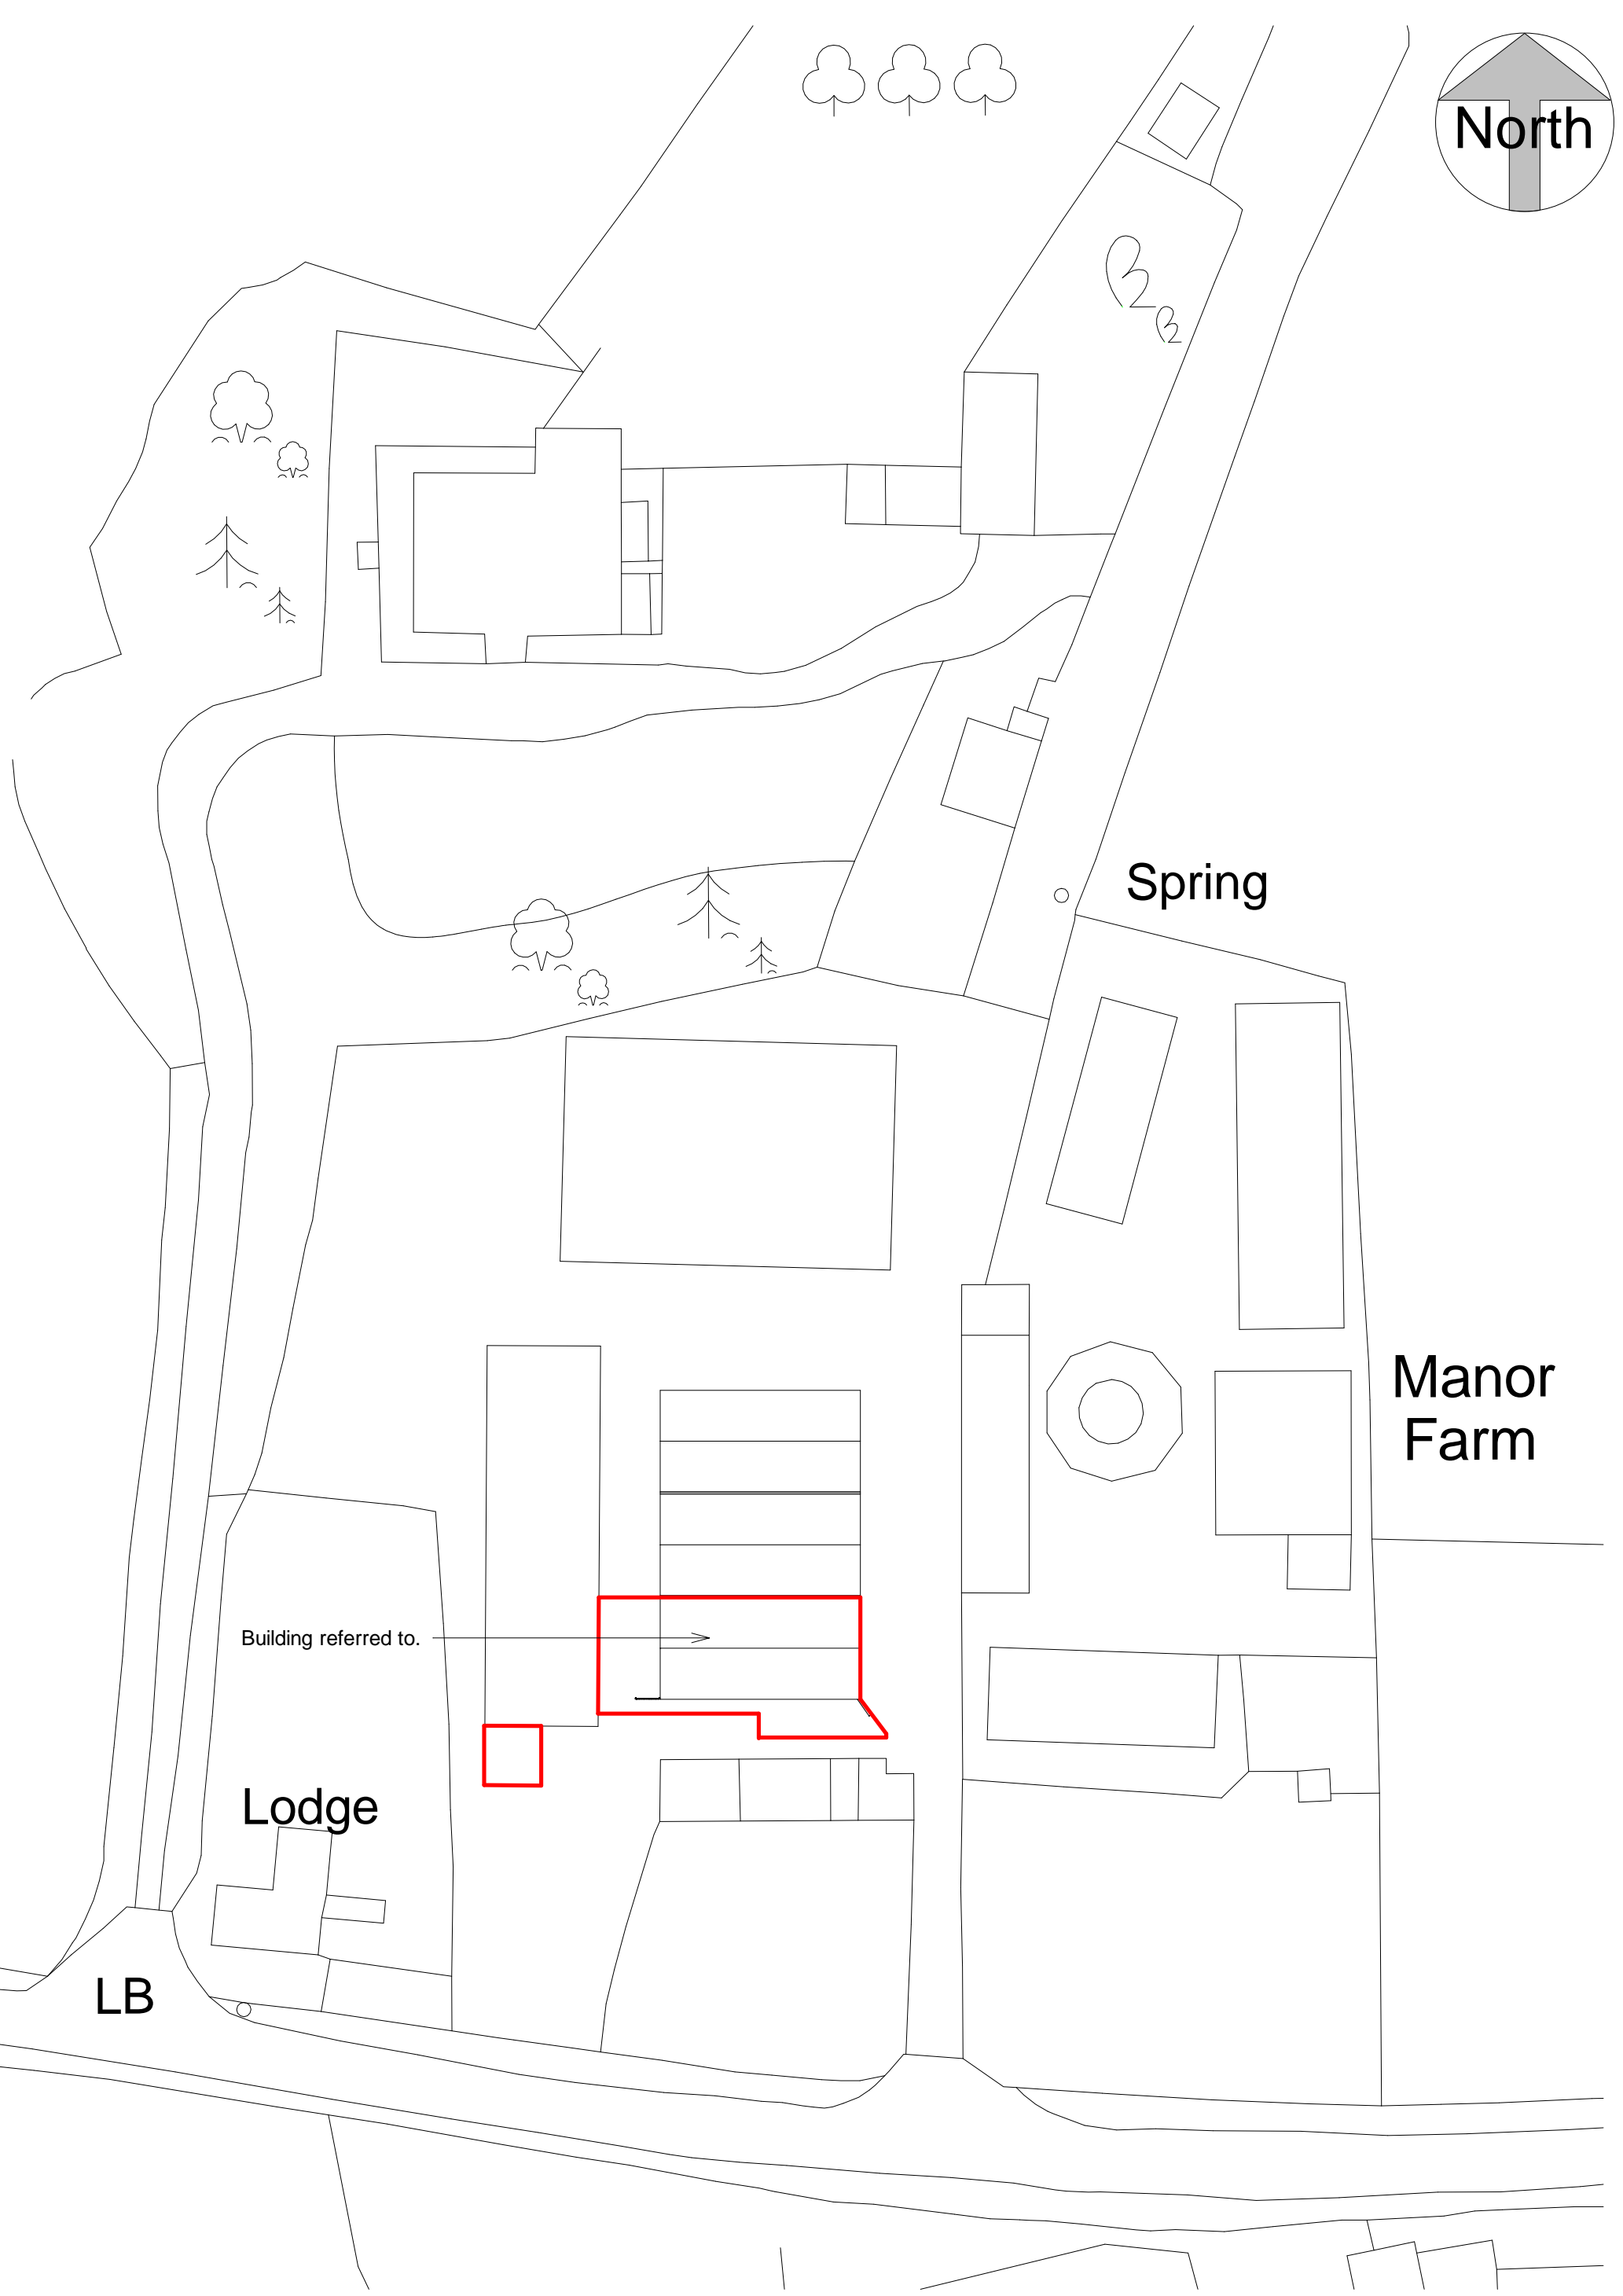 North
Spring
Manor
Farm
Building referred to.
Lodge
LB